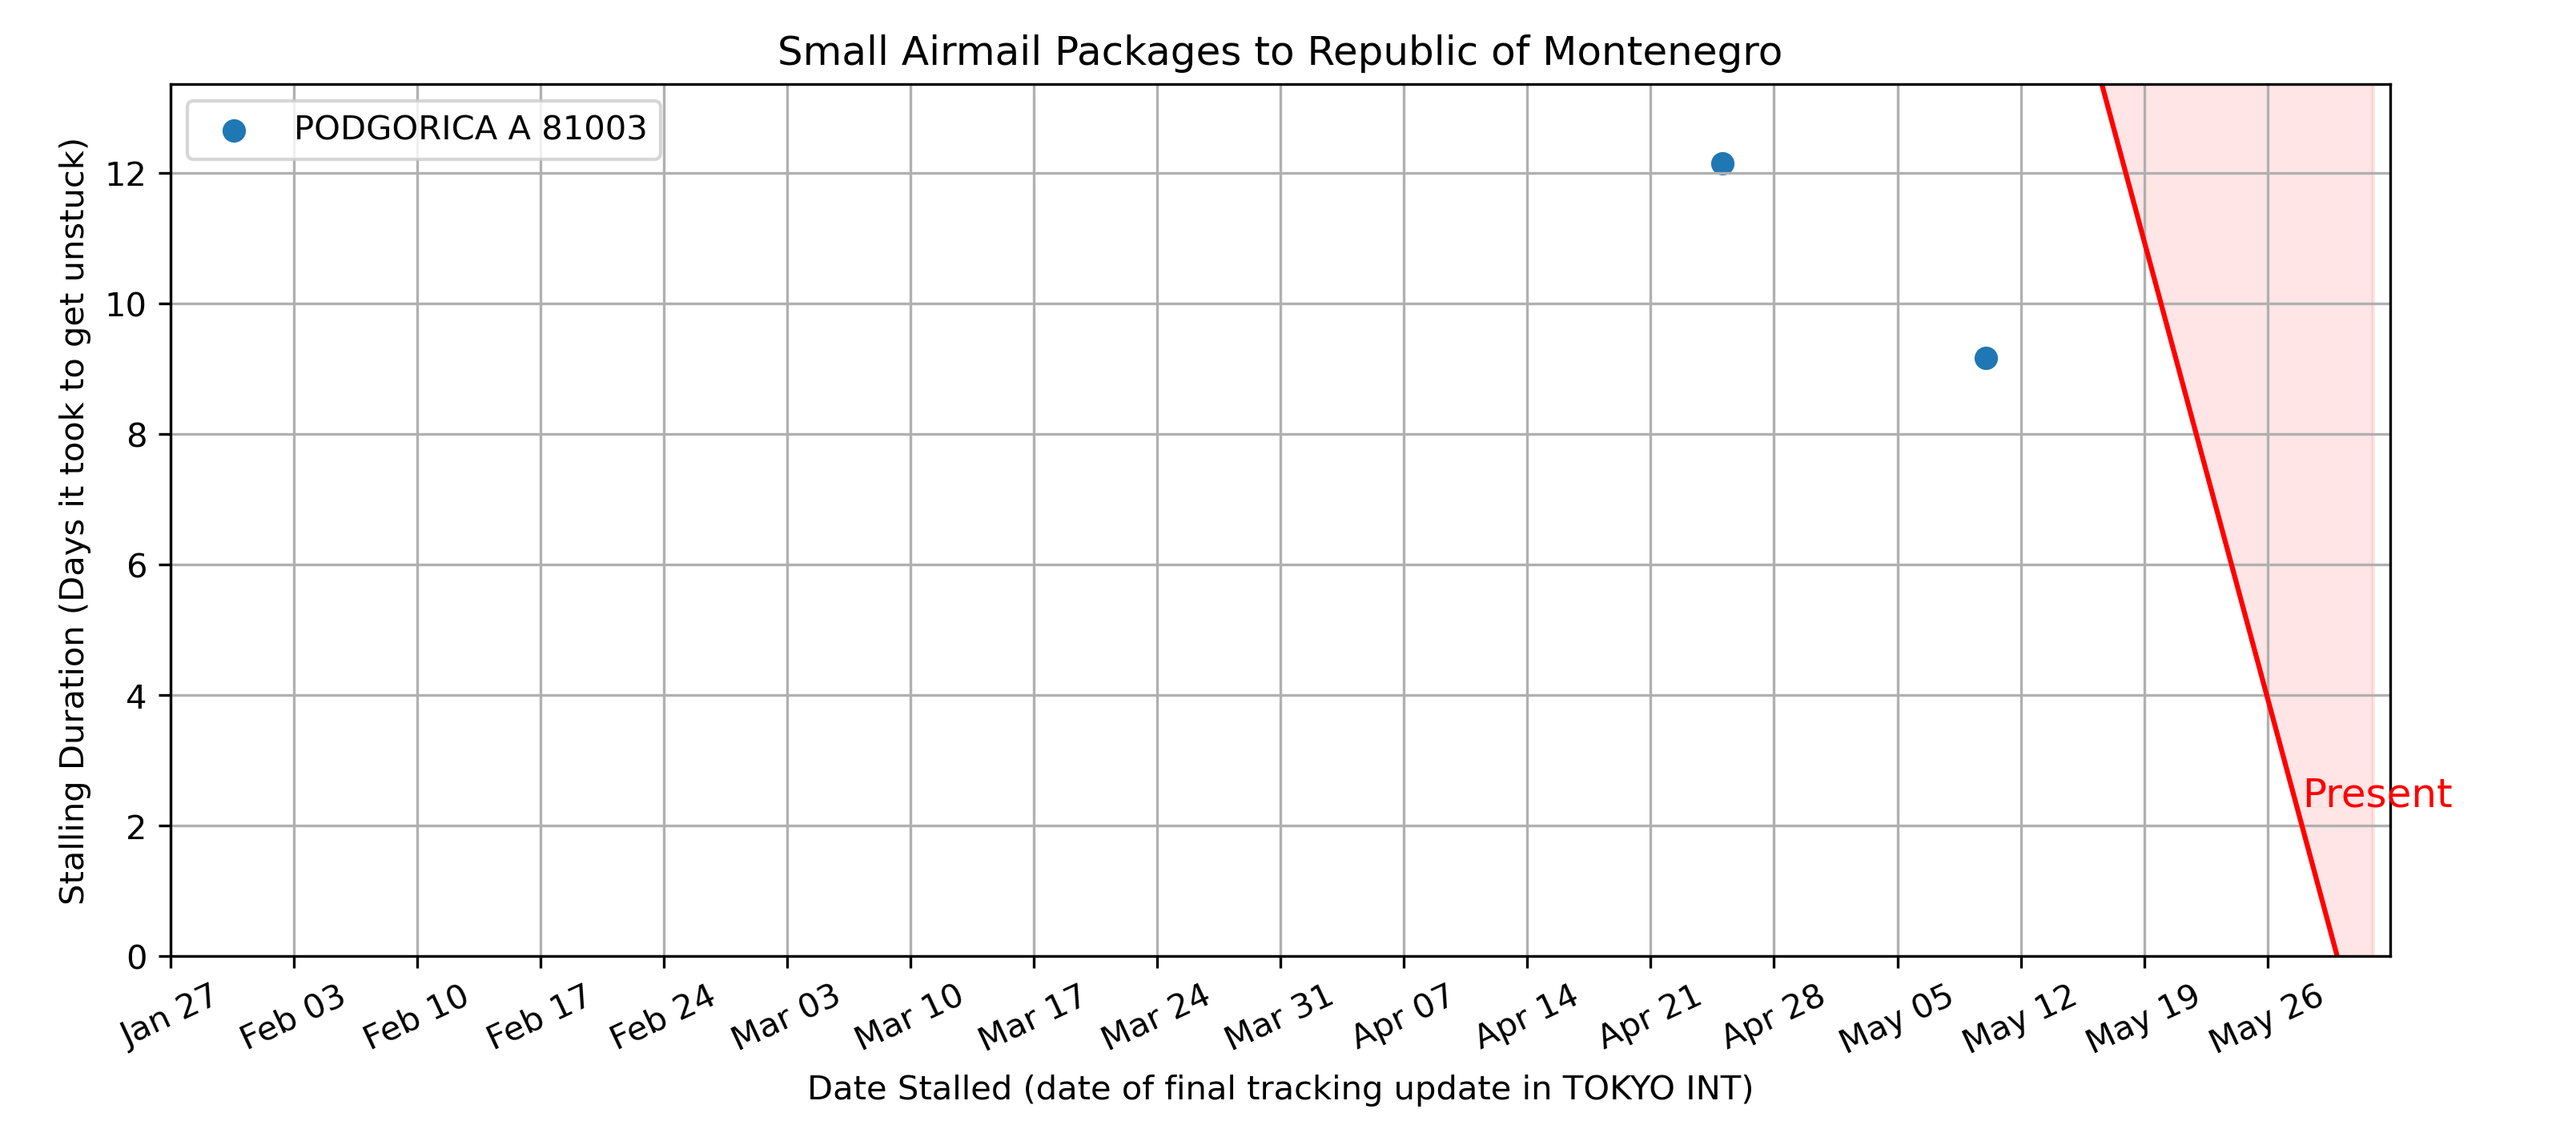 Small Airmail Packages to Republic of Montenegro
PODGORICA A 81003
Stalling Duration (Days it took to get unstuck)
12
10
8
6
4
2
0
Present
Jan 27
Feb 03
Feb 10
Feb 17
Feb 24
Mar 03
Mar 10
Mar 17
Mar 24
Mar 31
Apr 07
Apr 14
Apr 21
Apr 28
May 05
May 12
May 19
May 26
Date Stalled (date of final tracking update in TOKYO INT)